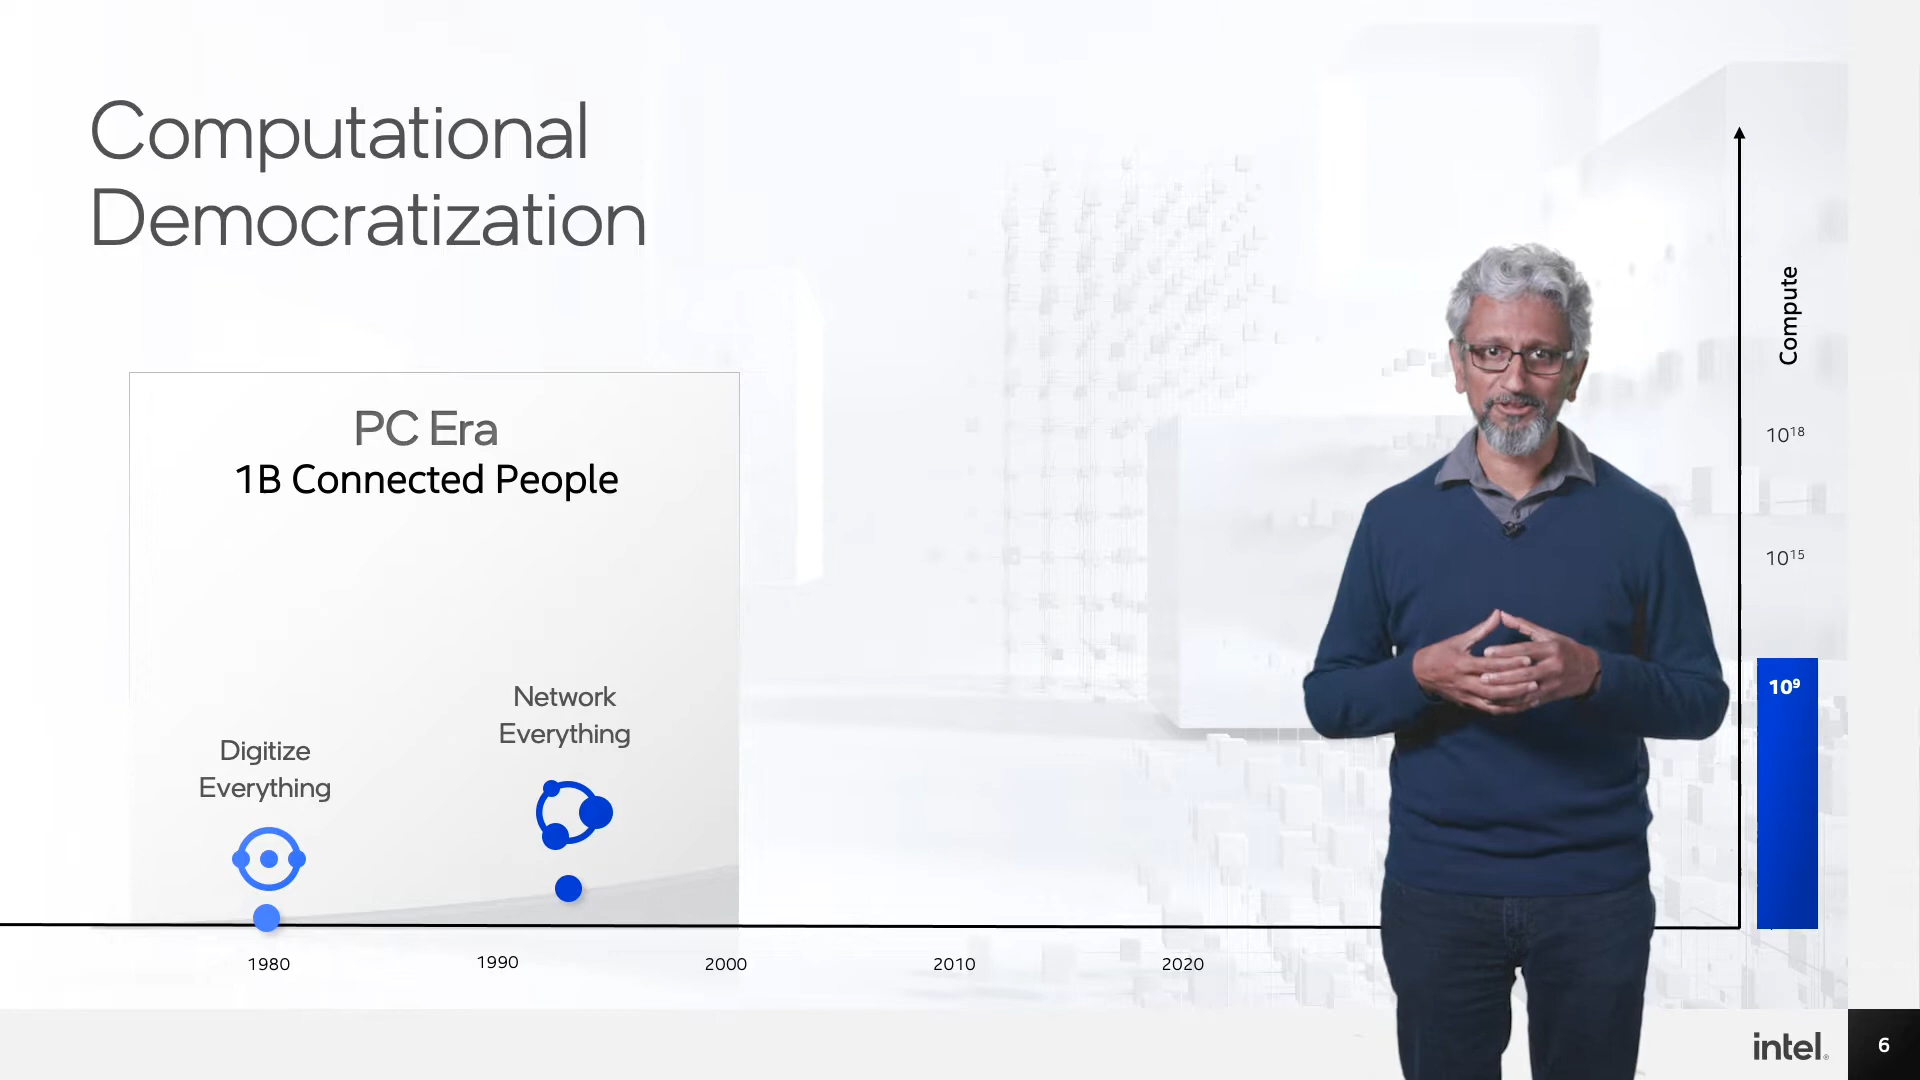 Computational
Democratization
PC Era
1B Connected People
Network
Everything
Digitize
Everything
1980
1990
2000
2010
2020
Compute
10¹⁸
10¹⁵
10⁹
intel.
6